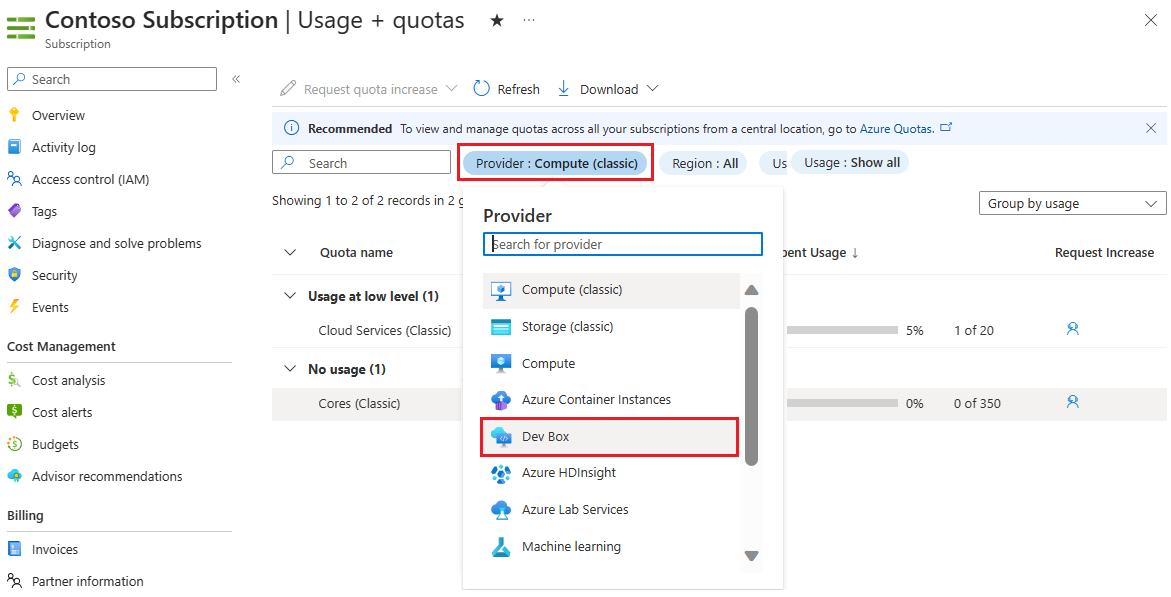 Contoso Subscription | Usage + quotas ★ ...
Subscription
Search
«
Overview
Activity log
Access control (IAM)
Tags
Diagnose and solve problems
Security
Events
Cost Management
Cost analysis
Cost alerts
Budgets
Advisor recommendations
Billing
Invoices
Partner information
Request quota increase
Refresh
Download
Recommended To view and manage quotas across all your subscriptions from a central location, go to Azure Quotas.
Search
Provider : Compute (classic)
Region : All
Us
Usage : Show all
Showing 1 to 2 of 2 records in 2 g
Group by usage
Quota name
ent Usage ↓
Request Increase
Usage at low level (1)
Cloud Services (Classic)
5%
1 of 20
No usage (1)
Cores (Classic)
0%
0 of 350
Provider
Search for provider
Compute (classic)
Storage (classic)
Compute
Azure Container Instances
Dev Box
Azure HDInsight
Azure Lab Services
Machine learning